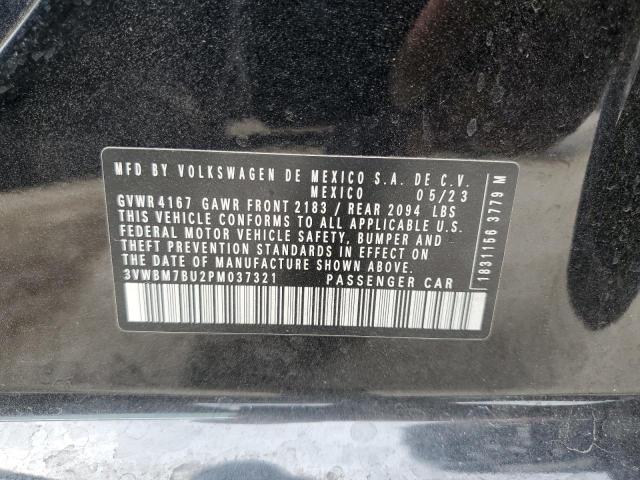 MFD BY VOLKSWAGEN DE MEXICO S.A. DE C.V.
MEXICO 05/23
GVWR 4167 GAWR FRONT 2183 / REAR 2094 LBS
THIS VEHICLE CONFORMS TO ALL APPLICABLE U.S.
FEDERAL MOTOR VEHICLE SAFETY, BUMPER AND
THEFT PREVENTION STANDARDS IN EFFECT ON
THE DATE OF MANUFACTURE SHOWN ABOVE
3VWBM7BU2PM037321 PASSENGER CAR
1831156 3779 M